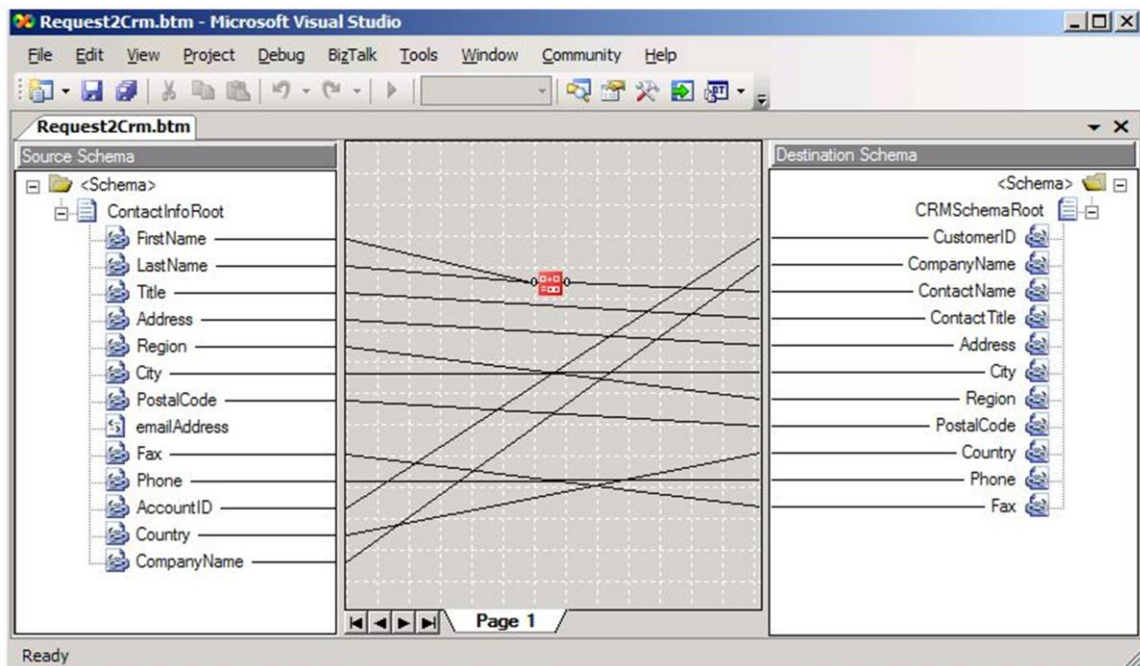 Request2Crm.btm - Microsoft Visual Studio
File Edit View Project Debug BizTalk Tools Window Community Help
Request2Crm.btm
Source Schema
<Schema>
ContactInfoRoot
FirstName
LastName
Title
Address
Region
City
PostalCode
emailAddress
Fax
Phone
AccountID
Country
CompanyName
Page 1
Destination Schema
<Schema>
CRMSchemaRoot
CustomerID
CompanyName
ContactName
ContactTitle
Address
City
Region
PostalCode
Country
Phone
Fax
Ready